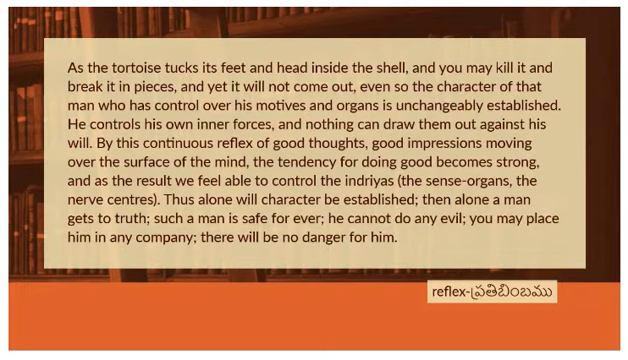 As the tortoise tucks its feet and head inside the shell, and you may kill it and
break it in pieces, and yet it will not come out, even so the character of that
man who has control over his motives and organs is unchangeably established.
He controls his own inner forces, and nothing can draw them out against his
will. By this continuous reflex of good thoughts, good impressions moving
over the surface of the mind, the tendency for doing good becomes strong,
and as the result we feel able to control the indriyas (the sense-organs, the
nerve centres). Thus alone will character be established; then alone a man
gets to truth; such a man is safe for ever; he cannot do any evil; you may place
him in any company; there will be no danger for him.
reflex-ప్రతిబింబము